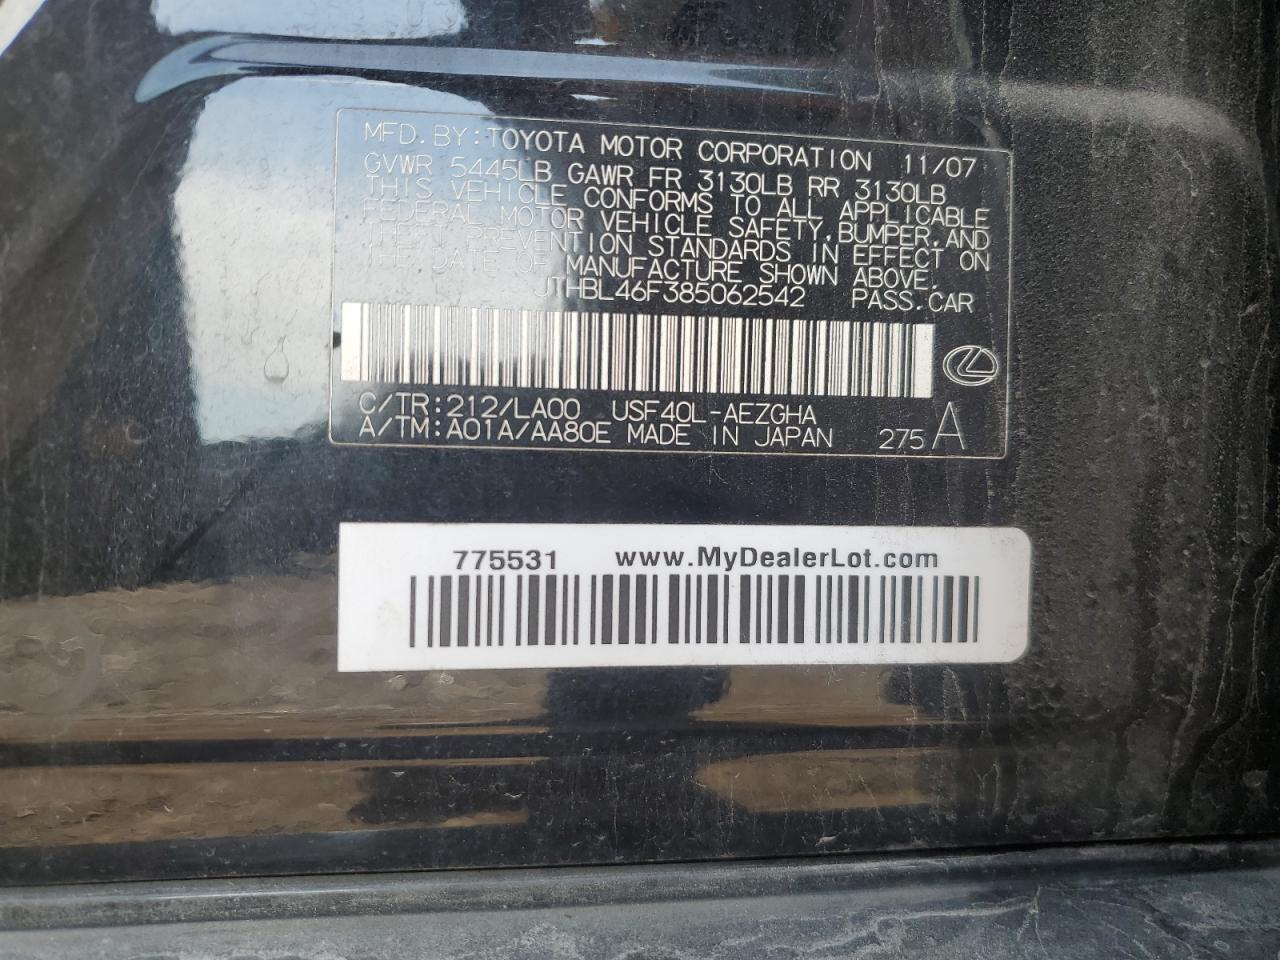 MFD. BY: TOYOTA MOTOR CORPORATION 11/07
GVWR 5445LB GAWR FR 3130LB RR 3130LB
THIS VEHICLE CONFORMS TO ALL APPLICABLE
FEDERAL MOTOR VEHICLE SAFETY, BUMPER, AND
THEFT PREVENTION STANDARDS IN EFFECT ON
THE DATE OF MANUFACTURE SHOWN ABOVE.
JTHBL46F385062542 PASS. CAR
C/TR: 212/LA00 USF40L-AEZGHA
A/TM: A01A/AA80E MADE IN JAPAN 275 A
775531 www.MyDealerLot.com